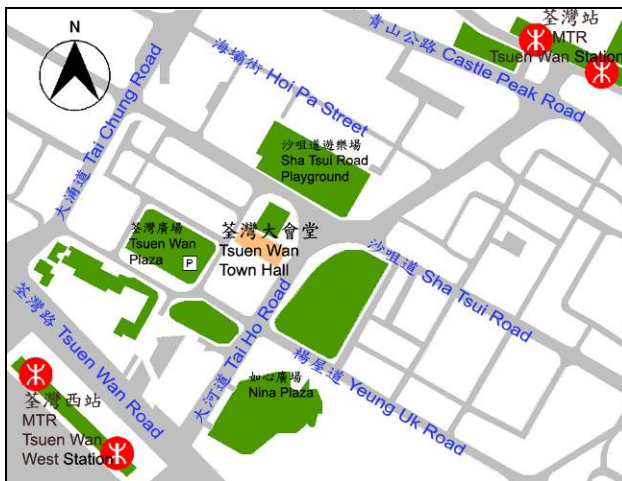 N
荃灣站
MTR
Tsuen Wan Station
青山公路 Castle Peak Road
海壩街 Hoi Pa Street
大涌道 Tai Chung Road
沙咀道遊樂場
Sha Tsui Road
Playground
荃灣廣場
Tsuen Wan
Plaza
P
荃灣大會堂
Tsuen Wan
Town Hall
沙咀道 Sha Tsui Road
荃灣路 Tsuen Wan Road
大河道 Tai Ho Road
楊屋道 Yeung Uk Road
如心廣場
Nina Plaza
荃灣西站
MTR
Tsuen Wan
West Station